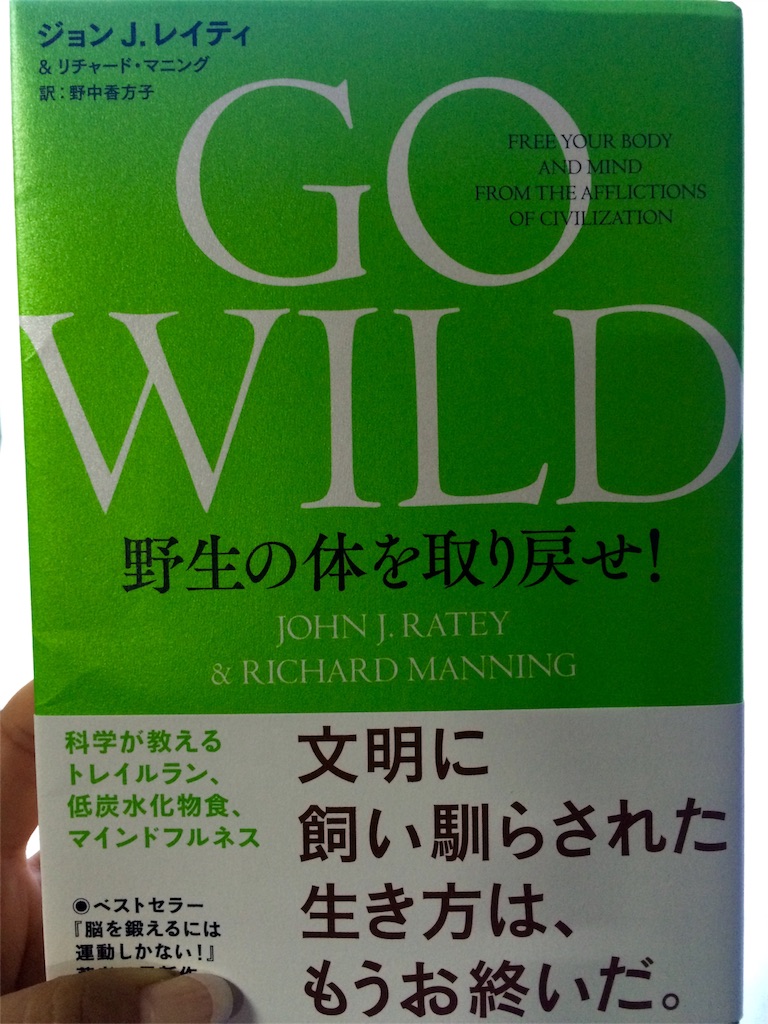 ジョン J. レイティ
& リチャード・マニング
訳：野中香方子
GO
FREE YOUR BODY
AND MIND
FROM THE AFFLICTIONS
OF CIVILIZATION
WILD
野生の体を取り戻せ！
JOHN J. RATEY
& RICHARD MANNING
科学が教える
トレイルラン、
低炭水化物食、
マインドフルネス
文明に
飼い馴らされた
生き方は、
もうお終いだ。
◉ベストセラー
『脳を鍛えるには
運動しかない！』